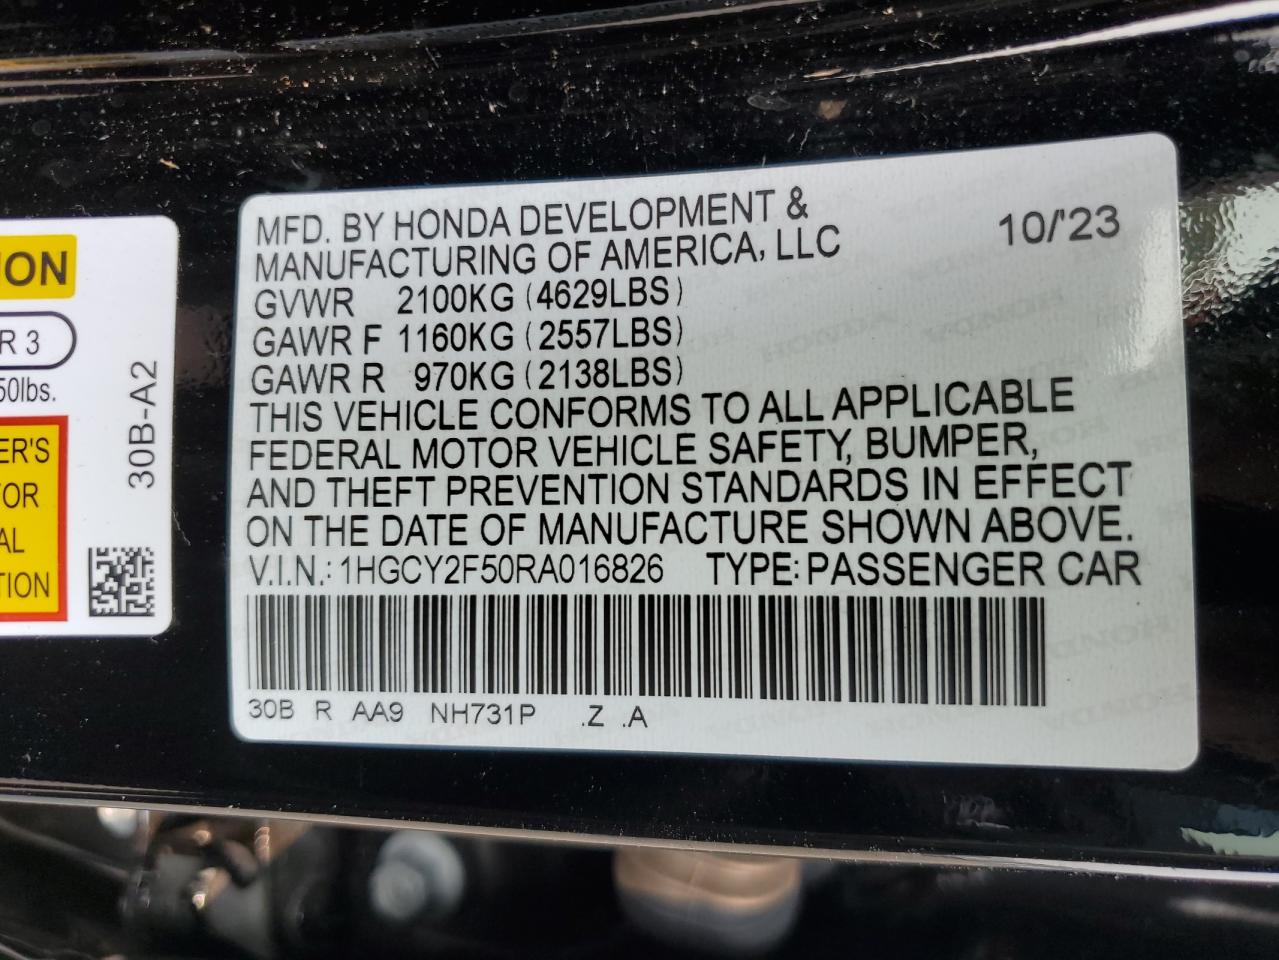 ION
R 3
50lbs.
ER'S
TOR
AL
TION
30B-A2
MFD. BY HONDA DEVELOPMENT &
MANUFACTURING OF AMERICA, LLC
10/'23
GVWR 2100KG (4629LBS)
GAWR F 1160KG (2557LBS)
GAWR R 970KG (2138LBS)
THIS VEHICLE CONFORMS TO ALL APPLICABLE
FEDERAL MOTOR VEHICLE SAFETY, BUMPER,
AND THEFT PREVENTION STANDARDS IN EFFECT
ON THE DATE OF MANUFACTURE SHOWN ABOVE.
V.I.N.: 1HGCY2F50RA016826 TYPE: PASSENGER CAR
30B R AA9 NH731P .Z .A